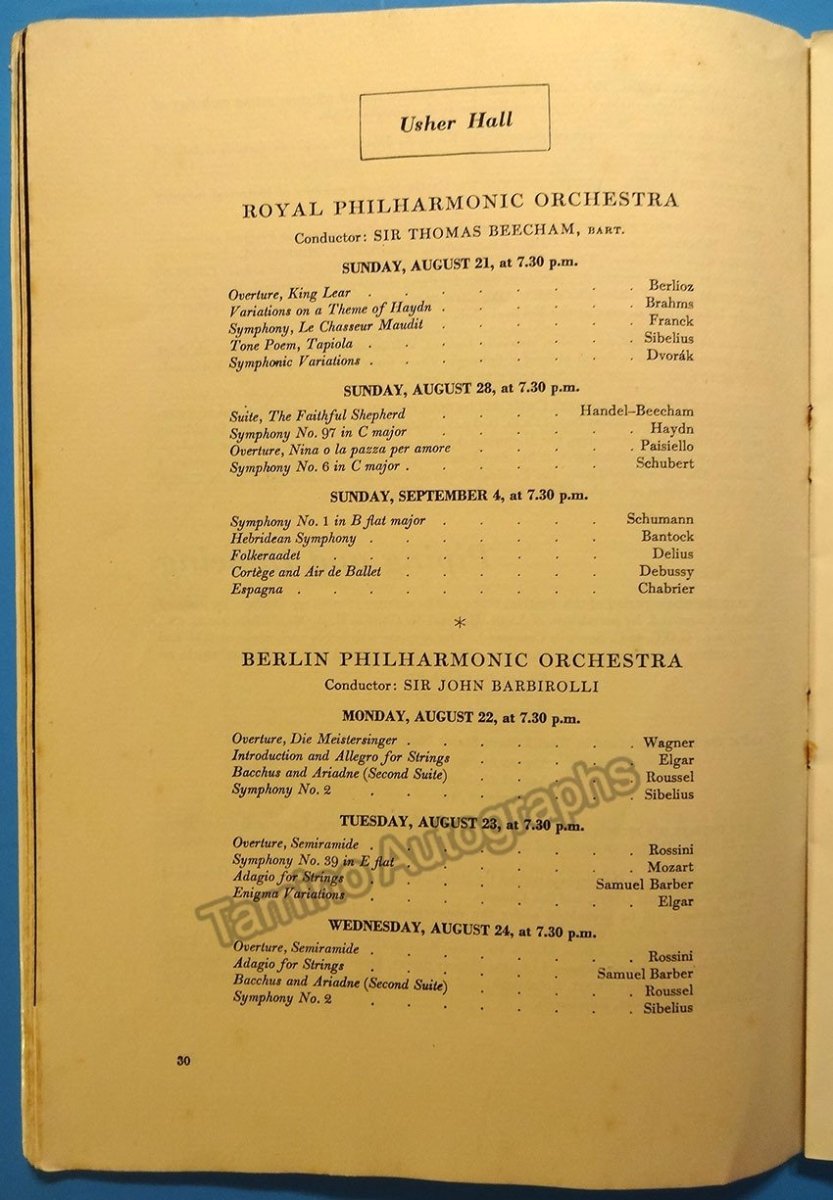 Usher Hall
ROYAL PHILHARMONIC ORCHESTRA
Conductor: SIR THOMAS BEECHAM, BART.
SUNDAY, AUGUST 21, at 7.30 p.m.
Overture, King Lear . . . . . . . . Berlioz
Variations on a Theme of Haydn . . . . . . Brahms
Symphony, Le Chasseur Maudit . . . . . . Franck
Tone Poem, Tapiola . . . . . . . . Sibelius
Symphonic Variations . . . . . . . . Dvorák
SUNDAY, AUGUST 28, at 7.30 p.m.
Suite, The Faithful Shepherd . . . . Handel–Beecham
Symphony No. 97 in C major . . . . . . Haydn
Overture, Nina o la pazza per amore . . . . . Paisiello
Symphony No. 6 in C major . . . . . . Schubert
SUNDAY, SEPTEMBER 4, at 7.30 p.m.
Symphony No. 1 in B flat major . . . . . Schumann
Hebridean Symphony . . . . . . . Bantock
Folkeraadet . . . . . . . . Delius
Cortège and Air de Ballet . . . . . . Debussy
Espagna . . . . . . . . . Chabrier
*
BERLIN PHILHARMONIC ORCHESTRA
Conductor: SIR JOHN BARBIROLLI
MONDAY, AUGUST 22, at 7.30 p.m.
Overture, Die Meistersinger . . . . . . . Wagner
Introduction and Allegro for Strings . . . . . Elgar
Bacchus and Ariadne (Second Suite) . . . . . Roussel
Symphony No. 2 . . . . . . . . Sibelius
TUESDAY, AUGUST 23, at 7.30 p.m.
Overture, Semiramide . . . . . . . . Rossini
Symphony No. 39 in E flat . . . . . . . Mozart
Adagio for Strings . . . . . . . Samuel Barber
Enigma Variations . . . . . . . . Elgar
WEDNESDAY, AUGUST 24, at 7.30 p.m.
Overture, Semiramide . . . . . . . . Rossini
Adagio for Strings . . . . . . . Samuel Barber
Bacchus and Ariadne (Second Suite) . . . . . Roussel
Symphony No. 2 . . . . . . . . Sibelius
30
Tamino Autographs